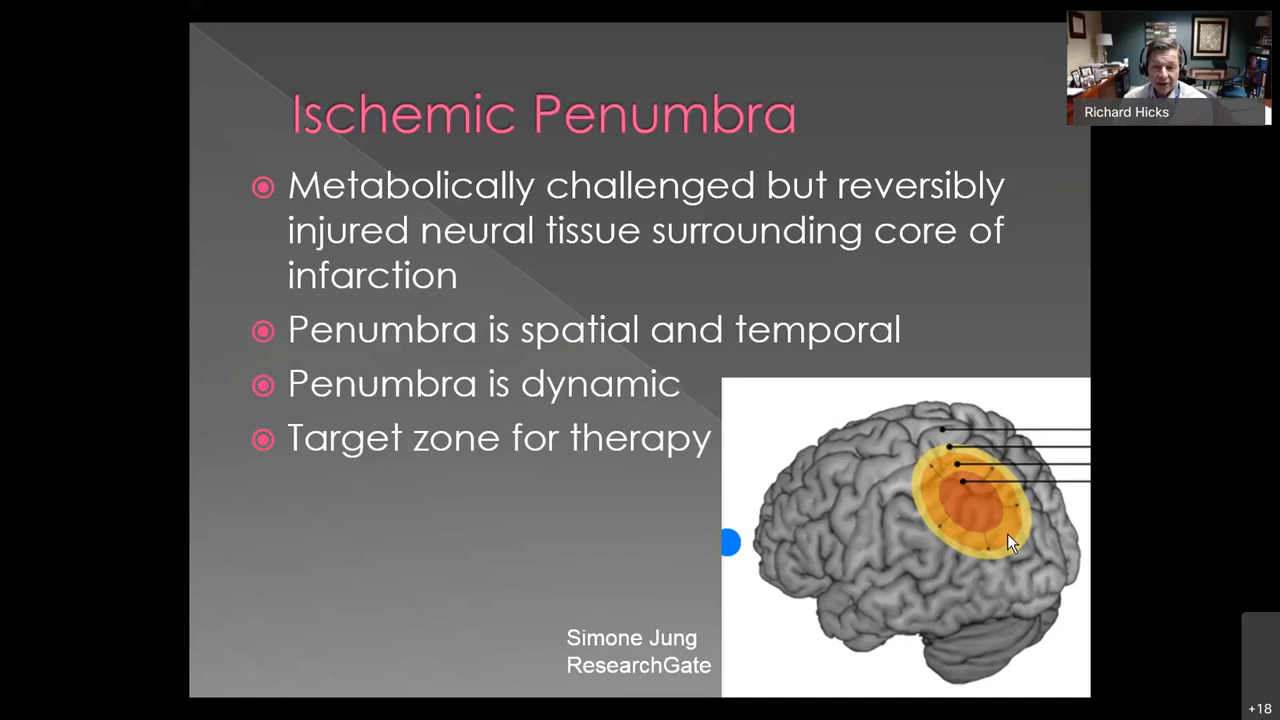 Ischemic Penumbra
Metabolically challenged but reversibly
injured neural tissue surrounding core of
infarction
Penumbra is spatial and temporal
Penumbra is dynamic
Target zone for therapy
Simone Jung
ResearchGate
Richard Hicks
+18